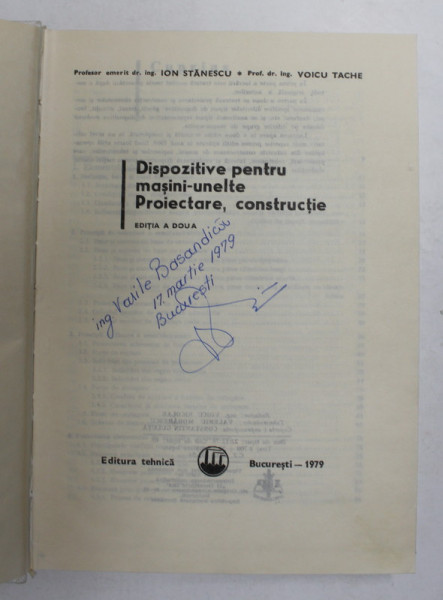 Profesor emerit dr. ing. ION STĂNESCU • Prof. dr. ing. VOICU TACHE
Dispozitive pentru
mașini-unelte
Proiectare, construcție
EDIȚIA A DOUA
ing Vasile
17 martie 1979
București
Editura tehnică București — 1979